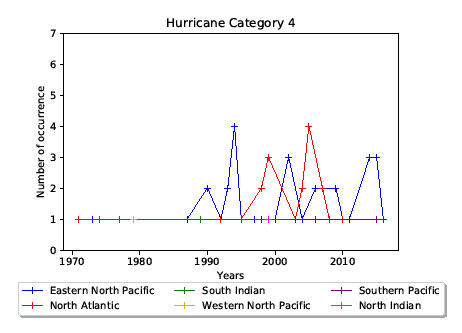 Hurricane Category 4
7
6
5
4
3
2
1
0
Number of occurrence
1970 1980 1990 2000 2010
Years
Eastern North Pacific South Indian Southern Pacific
North Atlantic Western North Pacific North Indian